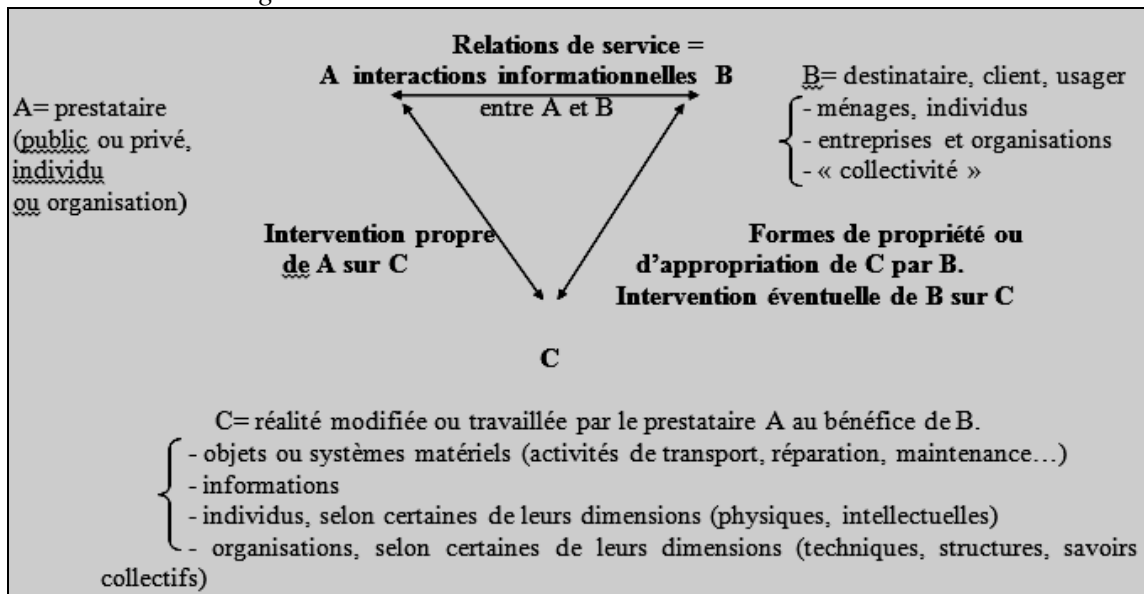 Relations de service =
A interactions informationnelles B
entre A et B
A= prestataire
(public ou privé,
individu
ou organisation)
B= destataire, client, usager
- ménages, individus
- entreprises et organisations
- « collectivité »
Intervention propre
de A sur C
Formes de propriété ou
d’appropriation de C par B.
Intervention éventuelle de B sur C
C
C= réalité modifiée ou travaillée par le prestataire A au bénéfice de B.
- objets ou systèmes matériels (activités de transport, réparation, maintenance…)
- informations
- individus, selon certaines de leurs dimensions (physiques, intellectuelles)
- organisations, selon certaines de leurs dimensions (techniques, structures, savoirs
collectifs)